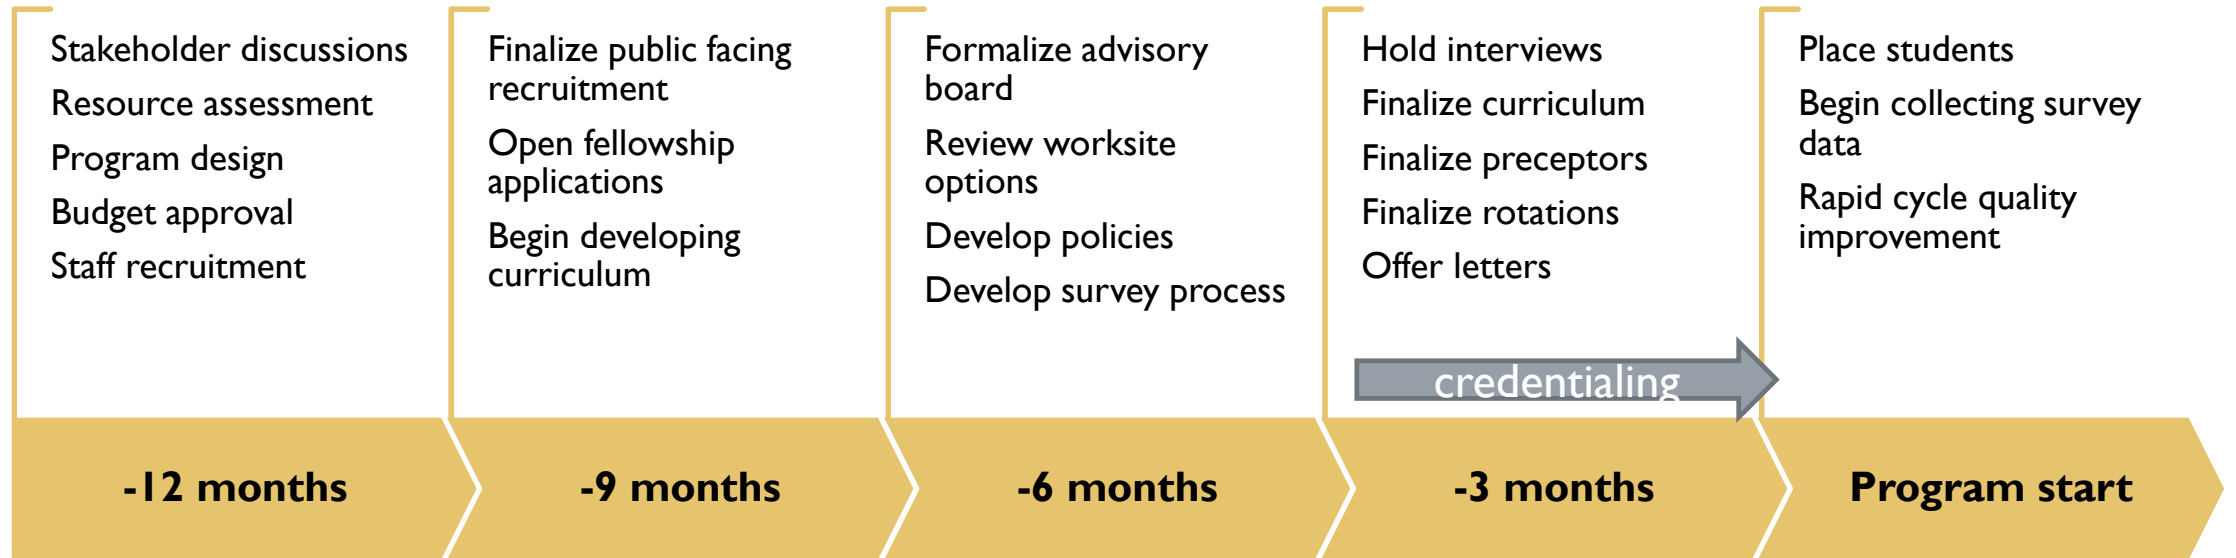 Stakeholder discussions
Resource assessment
Program design
Budget approval
Staff recruitment
-12 months
Finalize public facing
recruitment
Open fellowship
applications
Begin developing
curriculum
-9 months
Formalize advisory
board
Review worksite
options
Develop policies
Develop survey process
-6 months
Hold interviews
Finalize curriculum
Finalize preceptors
Finalize rotations
Offer letters
credentialing
-3 months
Place students
Begin collecting survey
data
Rapid cycle quality
improvement
Program start